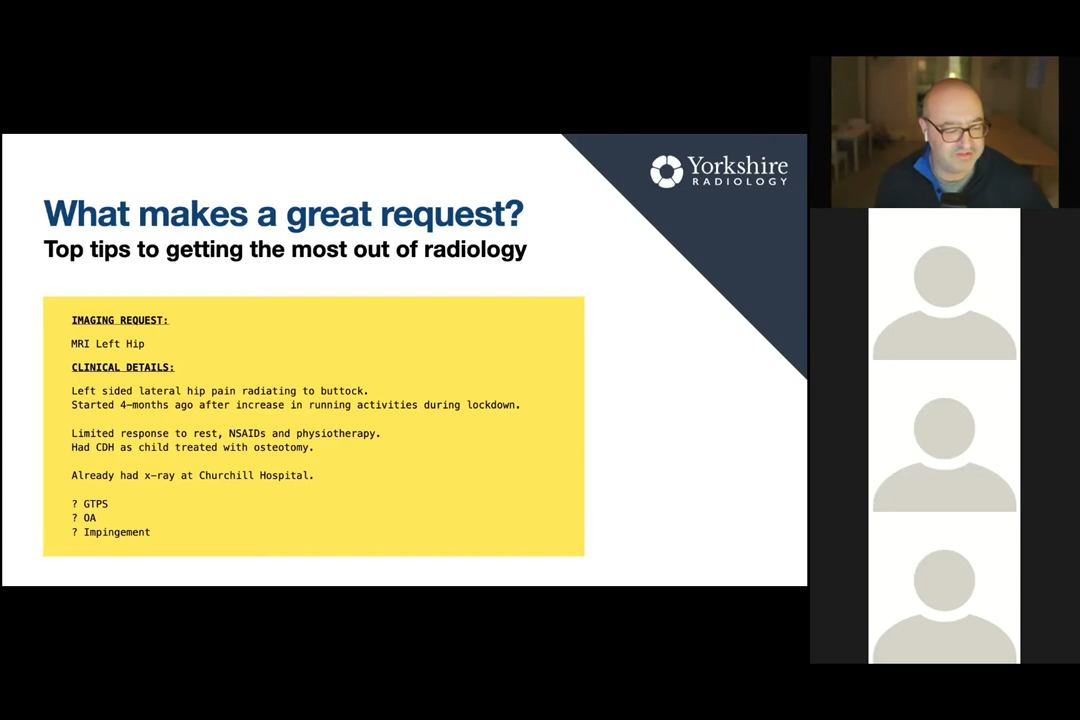 Yorkshire
RADIOLOGY
What makes a great request?
Top tips to getting the most out of radiology
IMAGING REQUEST:
MRI Left Hip
CLINICAL DETAILS:
Left sided lateral hip pain radiating to buttock.
Started 4-months ago after increase in running activities during lockdown.
Limited response to rest, NSAIDs and physiotherapy.
Had CDH as child treated with osteotomy.
Already had x-ray at Churchill Hospital.
? GTPS
? OA
? Impingement